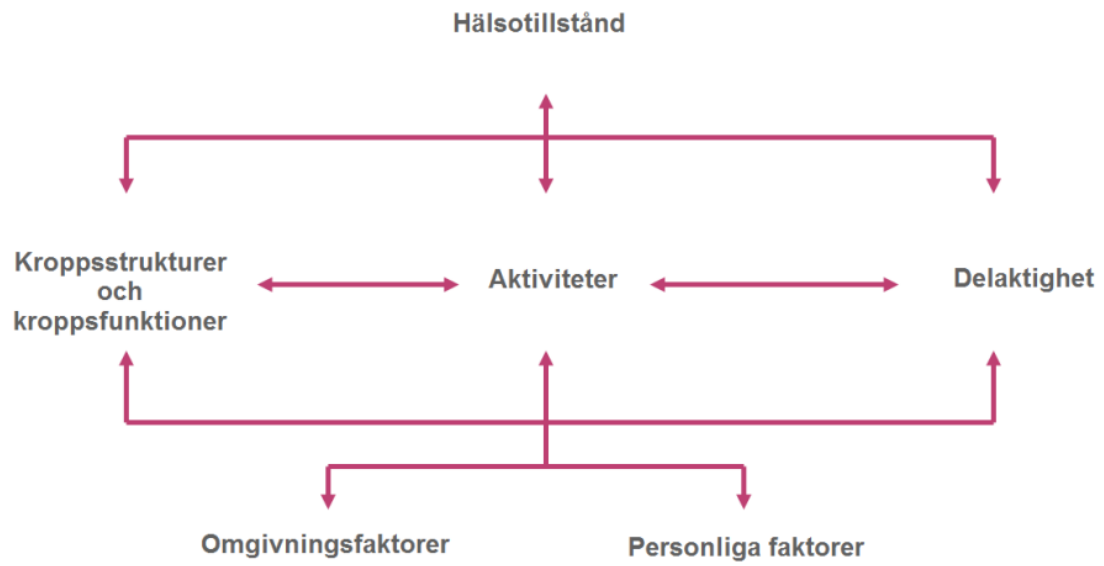 Hälsotillstånd
Kroppsstrukturer
och
kroppsfunktioner
Aktiviteter
Delaktighet
Omgivningsfaktorer
Personliga faktorer